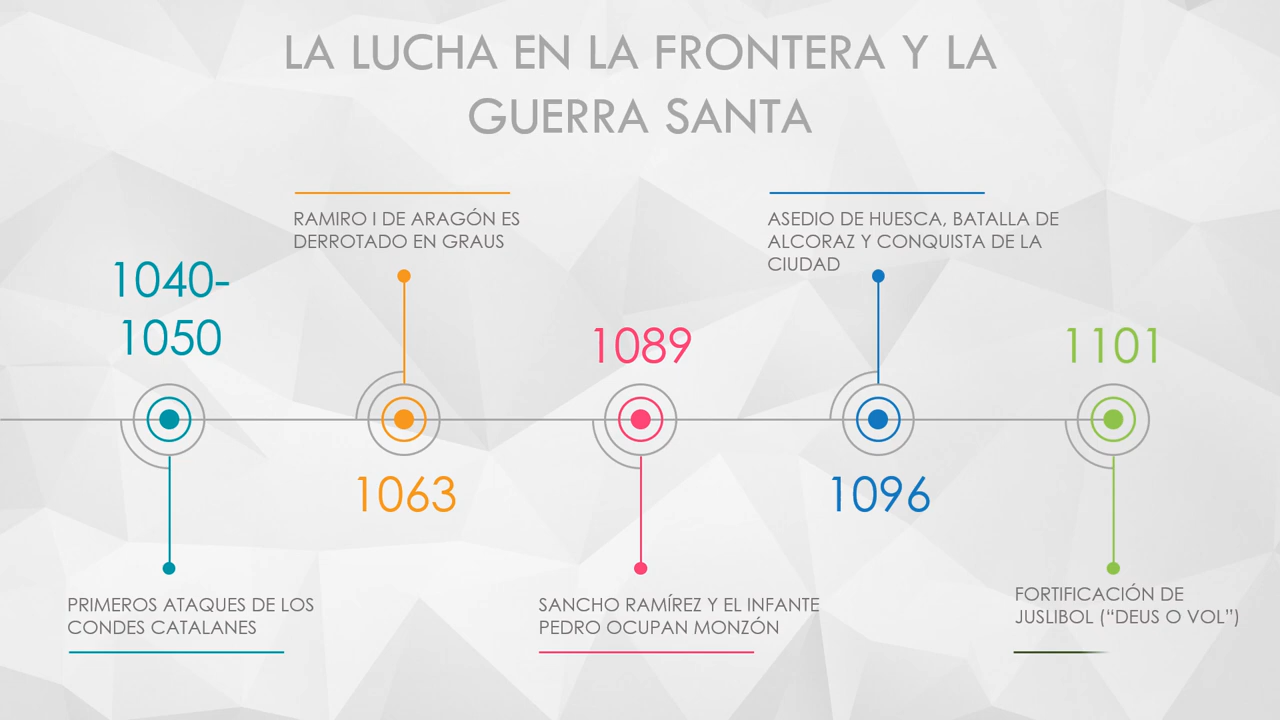 LA LUCHA EN LA FRONTERA Y LA
GUERRA SANTA
1040-
1050
PRIMEROS ATAQUES DE LOS
CONDES CATALANES
RAMIRO I DE ARAGÓN ES
DERROTADO EN GRAUS
1063
1089
SANCHO RAMÍREZ Y EL INFANTE
PEDRO OCUPAN MONZÓN
ASEDIO DE HUESCA, BATALLA DE
ALCORAZ Y CONQUISTA DE LA
CIUDAD
1096
1101
FORTIFICACIÓN DE
JUSLIBOL (“DEUS O VOL”)